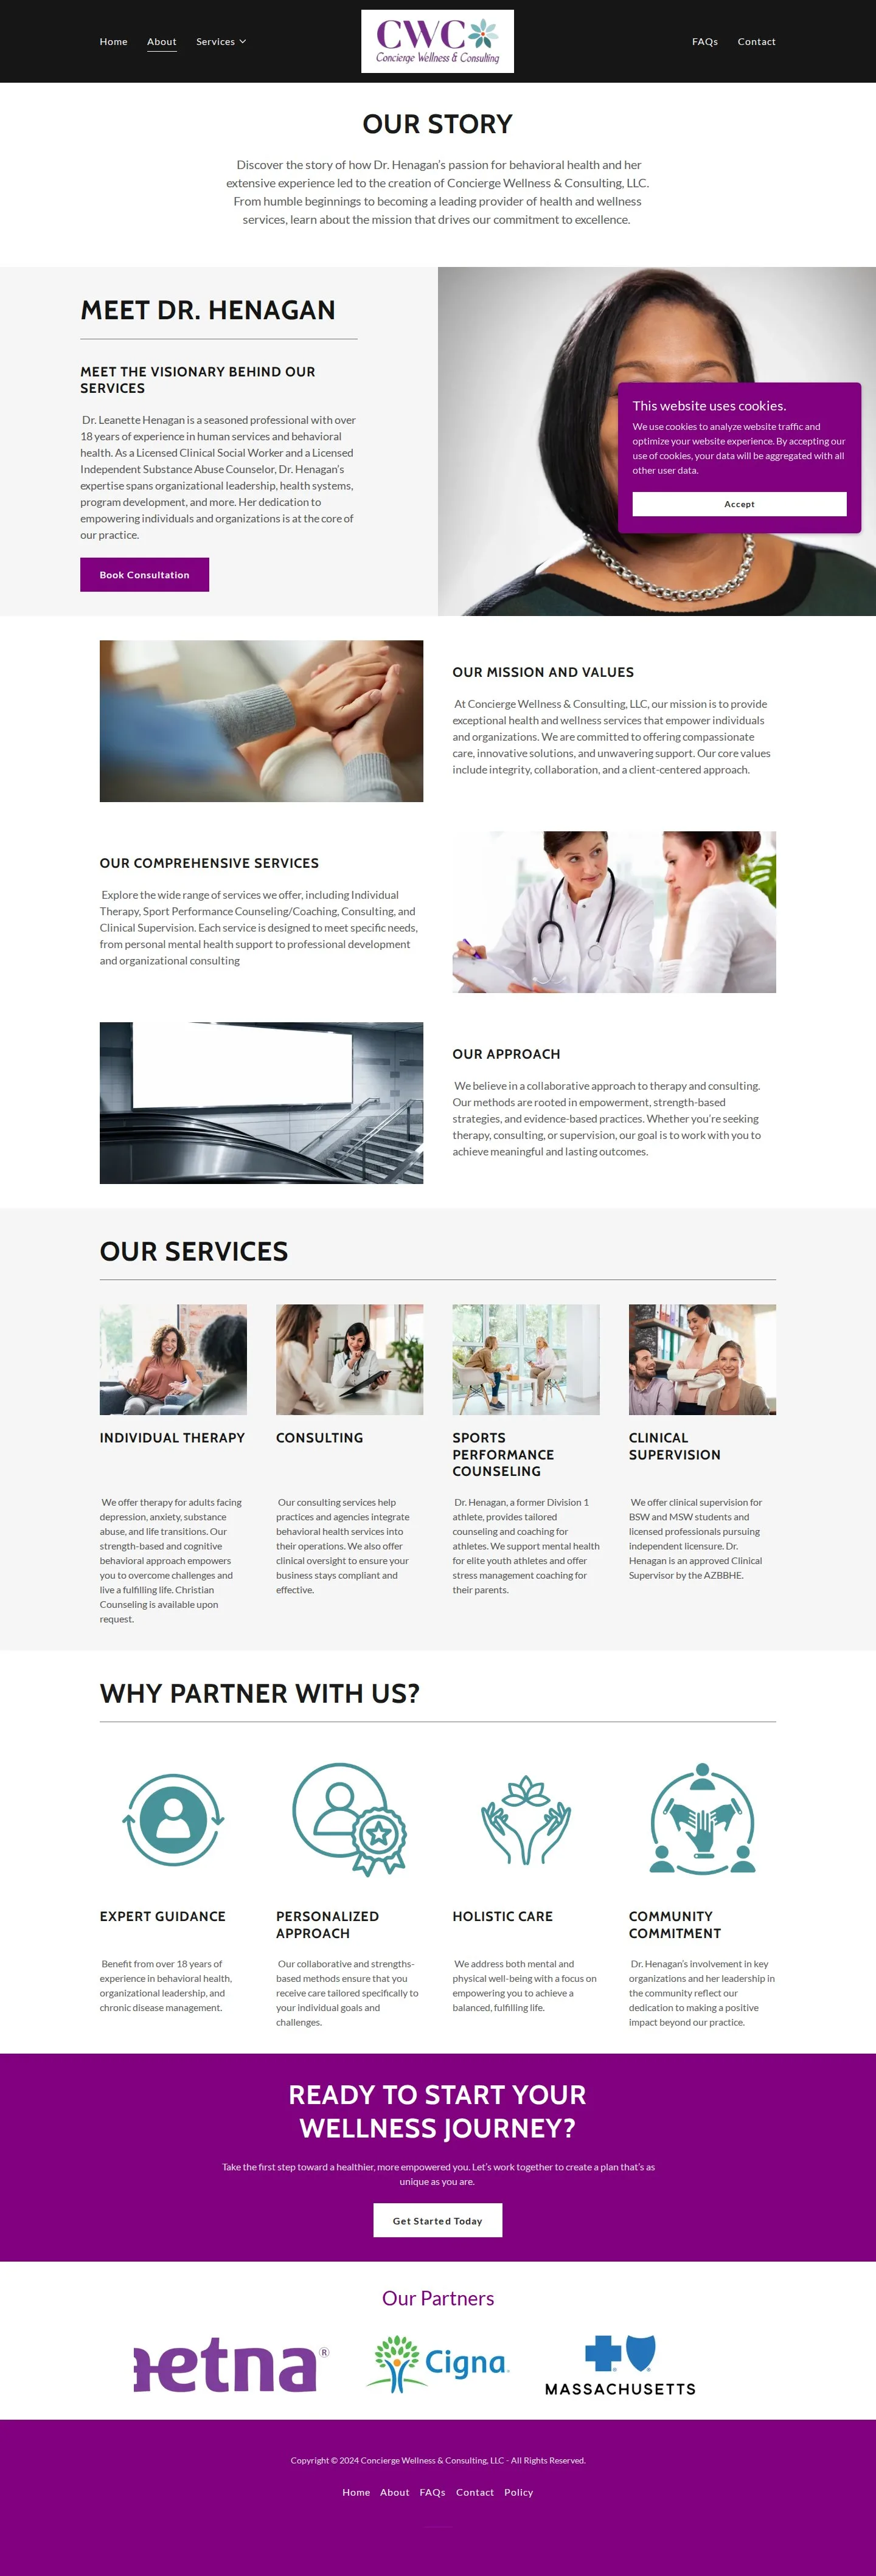 Home
About
Services
CWC
Concierge Wellness & Consulting
FAQs
Contact
OUR STORY
Discover the story of how Dr. Henagan's passion for behavioral health and her
extensive experience led to the creation of Concierge Wellness & Consulting, LLC.
From humble beginnings to becoming a leading provider of health and wellness
services, learn about the mission that drives our commitment to excellence.
MEET DR. HENAGAN
MEET THE VISIONARY BEHIND OUR
SERVICES
Dr. Leanette Henagan is a seasoned professional with over
18 years of experience in human services and behavioral
health. As a Licensed Clinical Social Worker and a Licensed
Independent Substance Abuse Counselor, Dr. Henagan's
expertise spans organizational leadership, health systems,
program development, and more. Her dedication to
empowering individuals and organizations is at the core of
our practice.
Book Consultation
This website uses cookies.
We use cookies to analyze website traffic and
optimize your website experience. By accepting our
use of cookies, your data will be aggregated with all
other user data.
Accept
OUR MISSION AND VALUES
At Concierge Wellness & Consulting, LLC, our mission is to provide
exceptional health and wellness services that empower individuals
and organizations. We are committed to offering compassionate
care, innovative solutions, and unwavering support. Our core values
include integrity, collaboration, and a client-centered approach.
OUR COMPREHENSIVE SERVICES
Explore the wide range of services we offer, including Individual
Therapy, Sport Performance Counseling/Coaching, Consulting, and
Clinical Supervision. Each service is designed to meet specific needs,
from personal mental health support to professional development
and organizational consulting
OUR APPROACH
We believe in a collaborative approach to therapy and consulting.
Our methods are rooted in empowerment, strength-based
strategies, and evidence-based practices. Whether you're seeking
therapy, consulting, or supervision, our goal is to work with you to
achieve meaningful and lasting outcomes.
OUR SERVICES
INDIVIDUAL THERAPY
We offer therapy for adults facing
depression, anxiety, substance
abuse, and life transitions. Our
strength-based and cognitive
behavioral approach empowers
you to overcome challenges and
live a fulfilling life. Christian
Counseling is available upon
request.
CONSULTING
Our consulting services help
practices and agencies integrate
behavioral health services into
their operations. We also offer
clinical oversight to ensure your
business stays compliant and
effective.
SPORTS
PERFORMANCE
COUNSELING
Dr. Henagan, a former Division 1
athlete, provides tailored
counseling and coaching for
athletes. We support mental health
for elite youth athletes and offer
stress management coaching for
their parents.
CLINICAL
SUPERVISION
We offer clinical supervision for
BSW and MSW students and
licensed professionals pursuing
independent licensure. Dr.
Henagan is an approved Clinical
Supervisor by the AZBBHE.
WHY PARTNER WITH US?
EXPERT GUIDANCE
Benefit from over 18 years of
experience in behavioral health,
organizational leadership, and
chronic disease management.
PERSONALIZED
APPROACH
Our collaborative and strengths-
based methods ensure that you
receive care tailored specifically to
your individual goals and
challenges.
HOLISTIC CARE
We address both mental and
physical well-being with a focus on
empowering you to achieve a
balanced, fulfilling life.
COMMUNITY
COMMITMENT
Dr. Henagan's involvement in key
organizations and her leadership in
the community reflect our
dedication to making a positive
impact beyond our practice.
READY TO START YOUR
WELLNESS JOURNEY?
Take the first step toward a healthier, more empowered you. Let's work together to create a plan that's as
unique as you are.
Get Started Today
Our Partners
aetna®
Cigna
MASSACHUSETTS
Copyright © 2024 Concierge Wellness & Consulting, LLC - All Rights Reserved.
Home
About
FAQs
Contact
Policy